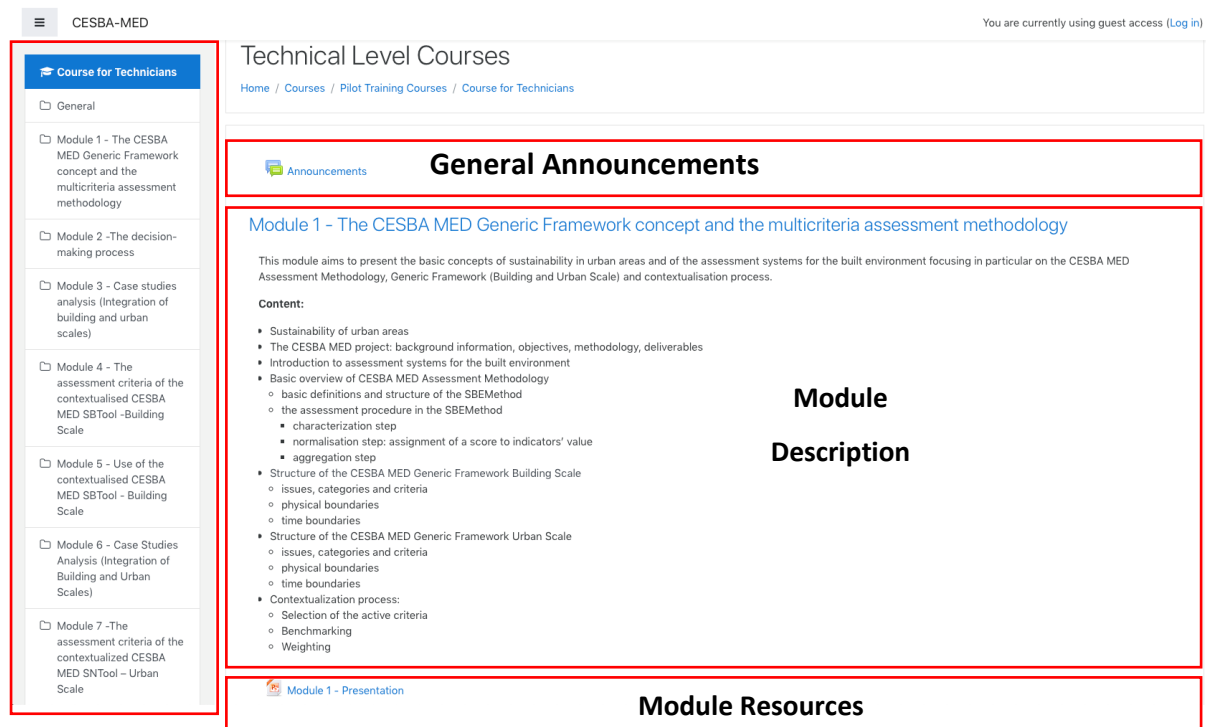 CESBA-MED
You are currently using guest access (Log in)
Course for Technicians
General
Module 1 - The CESBA
MED Generic Framework
concept and the
multicriteria assessment
methodology
Module 2 -The decision-
making process
Module 3 - Case studies
analysis (Integration of
building and urban
scales)
Module 4 - The
assessment criteria of the
contextualised CESBA
MED SBTool -Building
Scale
Module 5 - Use of the
contextualised CESBA
MED SBTool - Building
Scale
Module 6 - Case Studies
Analysis (Integration of
Building and Urban
Scales)
Module 7 -The
assessment criteria of the
contextualized CESBA
MED SNTool – Urban
Scale
Technical Level Courses
Home / Courses / Pilot Training Courses / Course for Technicians
Announcements
General Announcements
Module 1 - The CESBA MED Generic Framework concept and the multicriteria assessment methodology
This module aims to present the basic concepts of sustainability in urban areas and of the assessment systems for the built environment focusing in particular on the CESBA MED
Assessment Methodology, Generic Framework (Building and Urban Scale) and contextualisation process.
Content:
• Sustainability of urban areas
• The CESBA MED project: background information, objectives, methodology, deliverables
• Introduction to assessment systems for the built environment
• Basic overview of CESBA MED Assessment Methodology
◦ basic definitions and structure of the SBEMethod
◦ the assessment procedure in the SBEMethod
▪ characterization step
▪ normalisation step: assignment of a score to indicators' value
▪ aggregation step
• Structure of the CESBA MED Generic Framework Building Scale
◦ issues, categories and criteria
◦ physical boundaries
◦ time boundaries
• Structure of the CESBA MED Generic Framework Urban Scale
◦ issues, categories and criteria
◦ physical boundaries
◦ time boundaries
• Contextualization process:
◦ Selection of the active criteria
◦ Benchmarking
◦ Weighting
Module
Description
Module 1 - Presentation
Module Resources